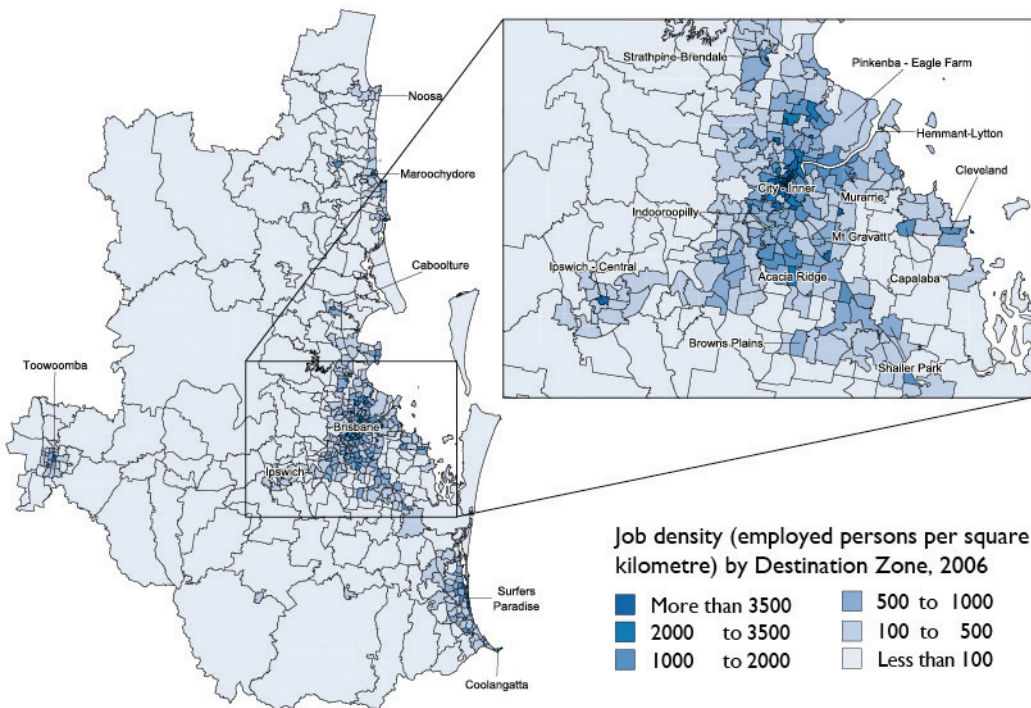 Noosa
Maroochydore
Caboolture
Toowoomba
Brisbane
Ipswich
Surfers
Paradise
Coolangatta
Strathpine-Brendale
Pinkenba - Eagle Farm
Hemmant-Lytton
Cleveland
City - Inner
Murarrie
Indooroopilly
Mt Gravatt
Ipswich - Central
Acacia Ridge
Capalaba
Browns Plains
Shailer Park
Job density (employed persons per square
kilometre) by Destination Zone, 2006
More than 3500
2000 to 3500
1000 to 2000
500 to 1000
100 to 500
Less than 100